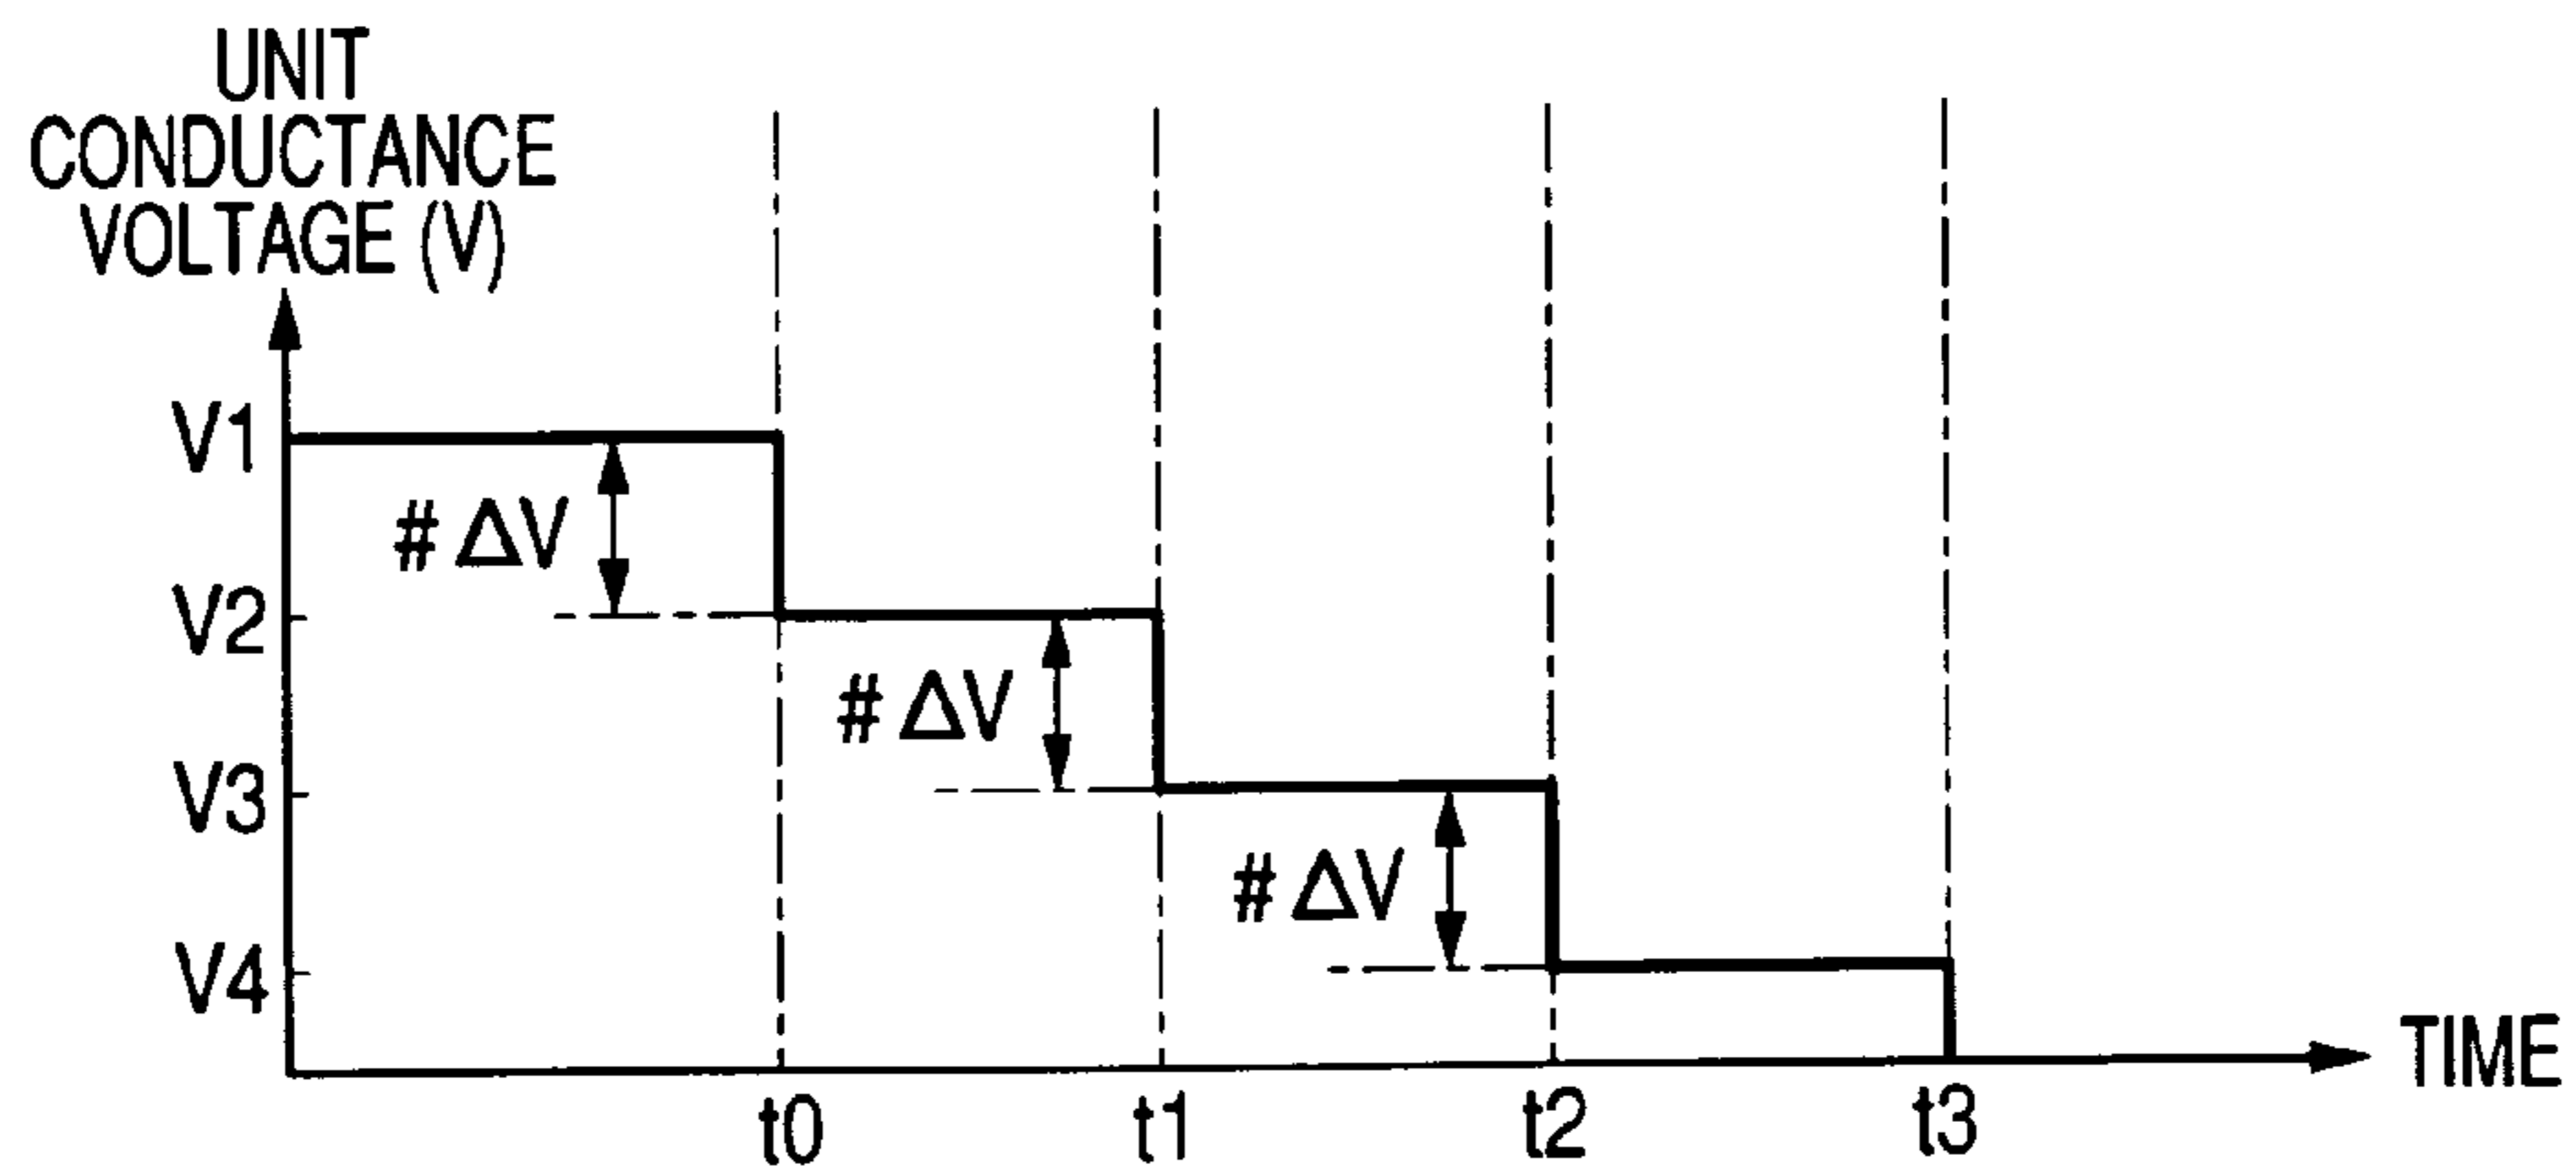 UNIT
CONDUCTANCE
VOLTAGE (V)
V1
# ΔV
V2
# ΔV
V3
# ΔV
V4
TIME
t0 t1 t2 t3